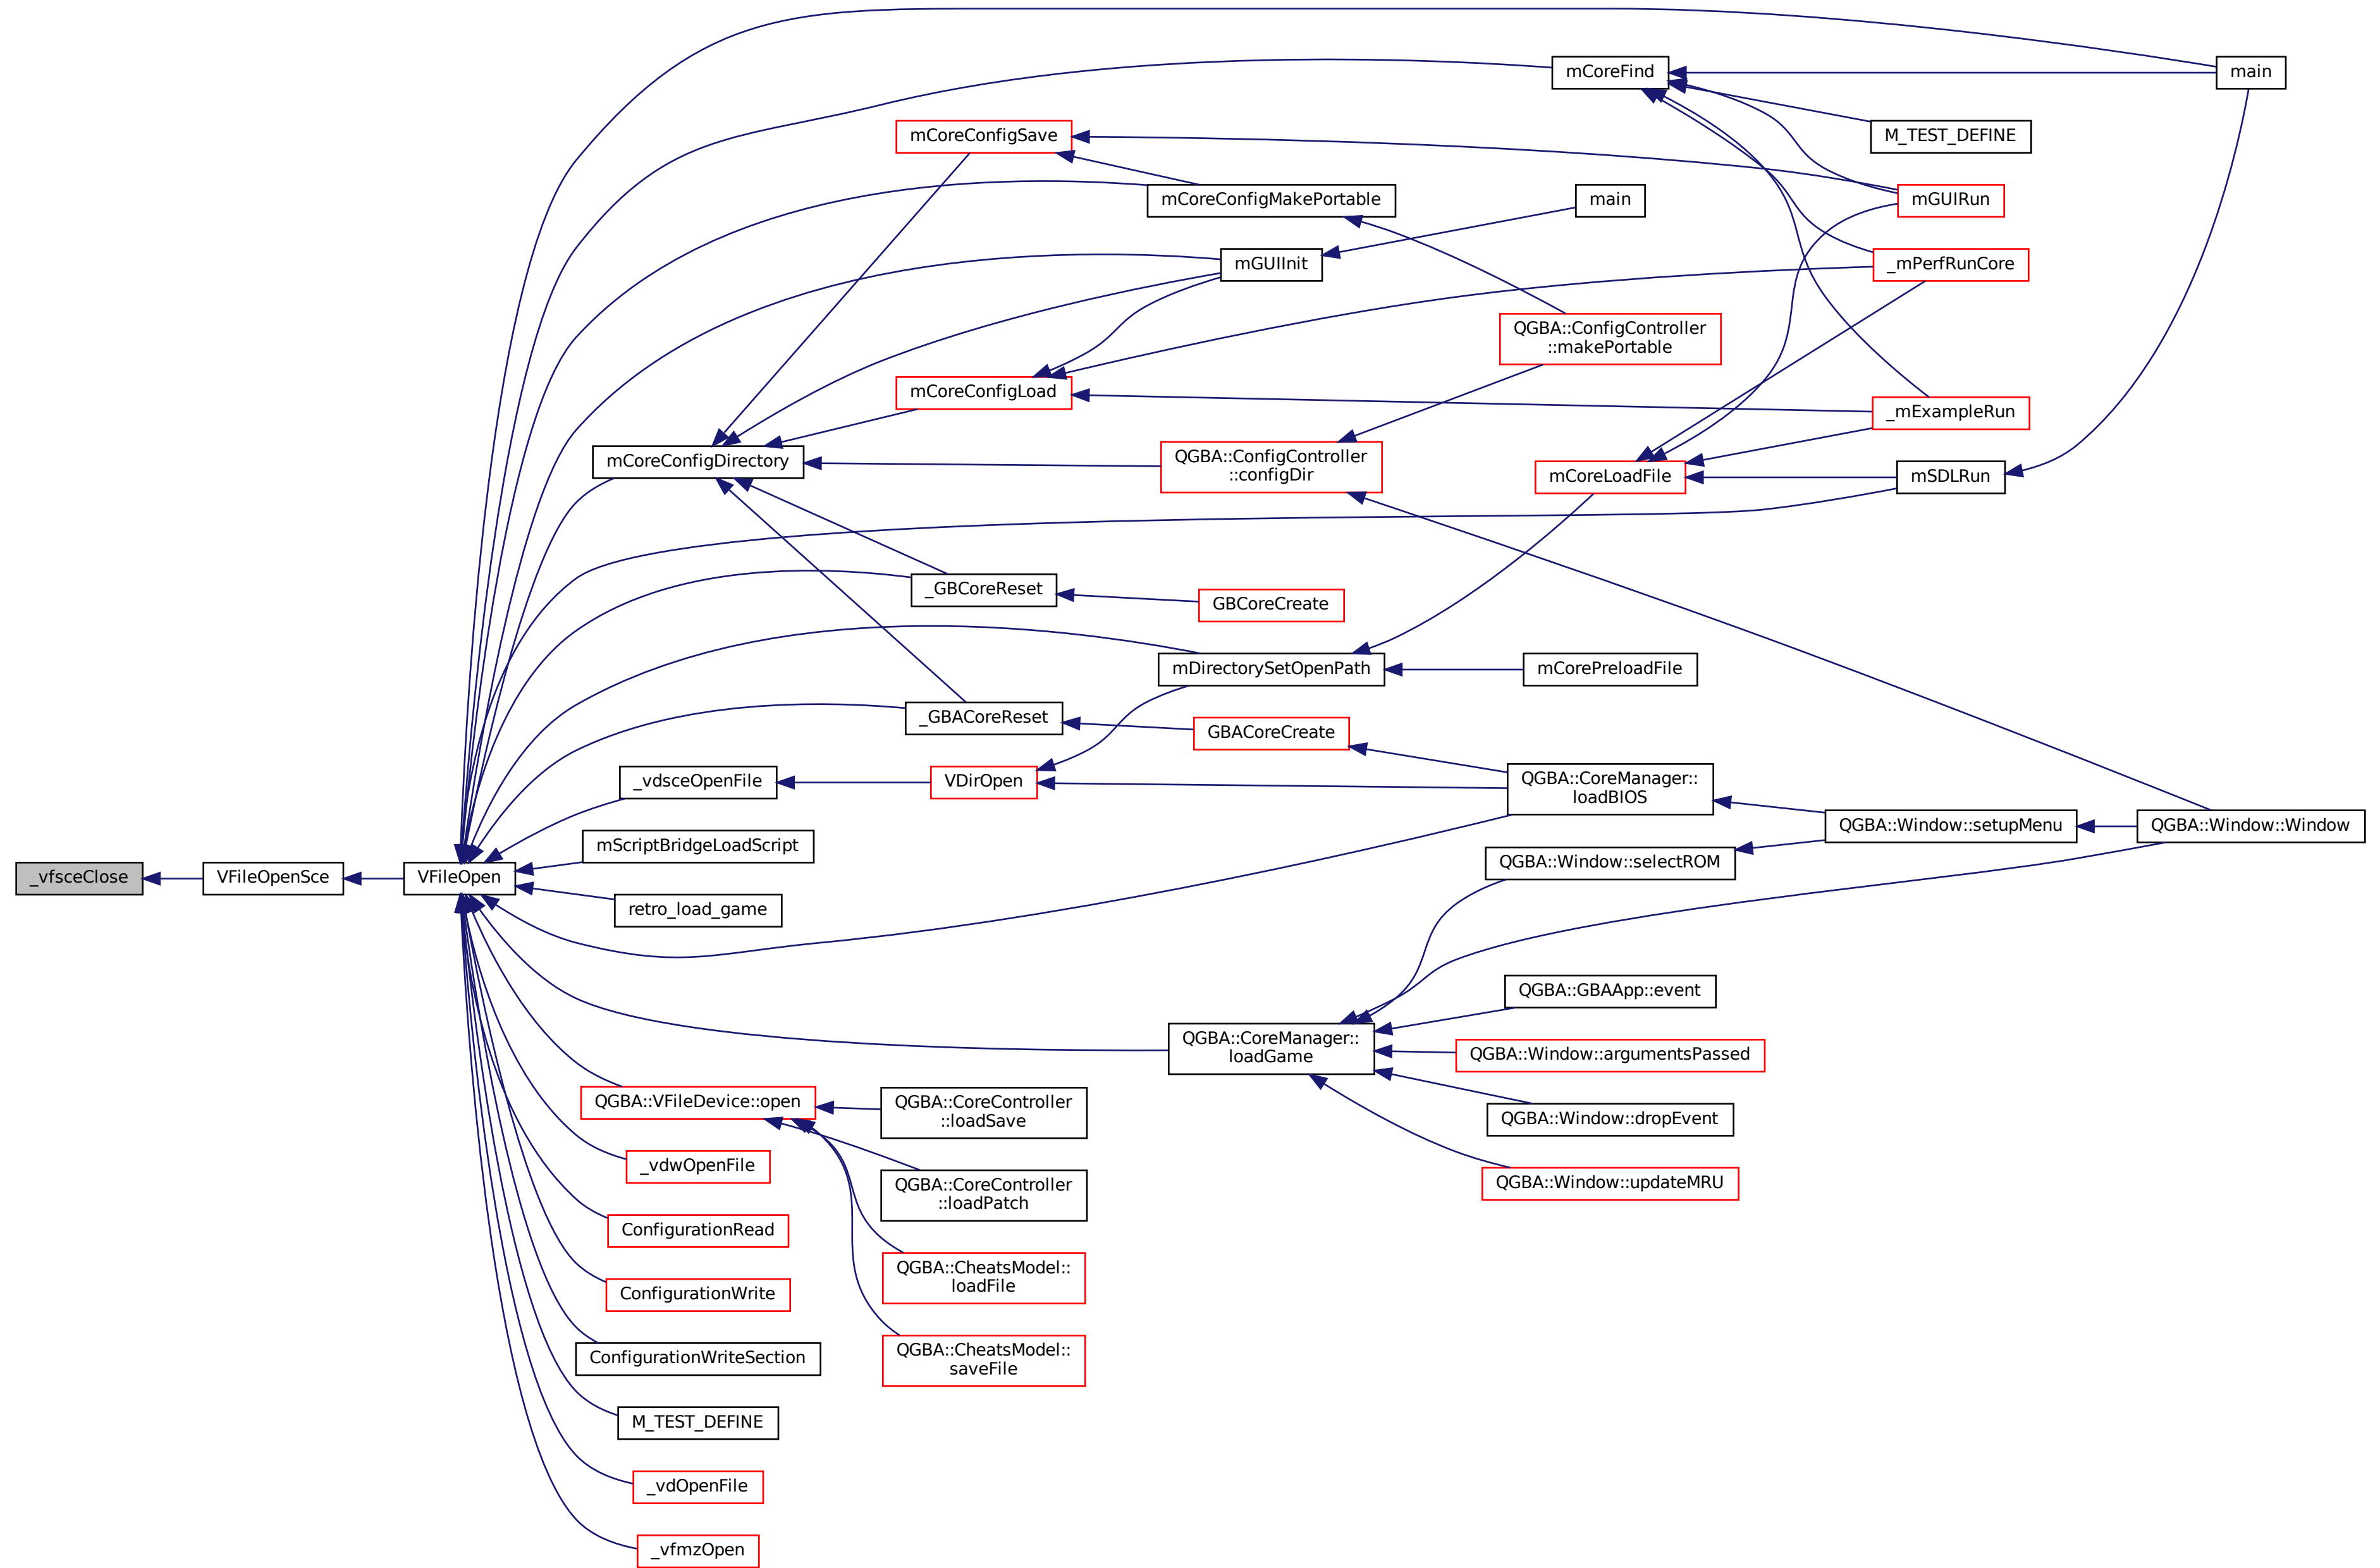 main
mCoreFind
M_TEST_DEFINE
mCoreConfigSave
mCoreConfigMakePortable
main
mGUIRun
mGUIInit
_mPerfRunCore
QGBA::ConfigController
::makePortable
mCoreConfigLoad
_mExampleRun
mCoreConfigDirectory
QGBA::ConfigController
::configDir
mCoreLoadFile
mSDLRun
_GBCoreReset
GBCoreCreate
mDirectorySetOpenPath
mCorePreloadFile
_GBACoreReset
GBACoreCreate
_vdsceOpenFile
VDirOpen
QGBA::CoreManager::
loadBIOS
QGBA::Window::setupMenu
QGBA::Window::Window
mScriptBridgeLoadScript
QGBA::Window::selectROM
_vfsceClose
VFileOpenSce
VFileOpen
retro_load_game
QGBA::GBAApp::event
QGBA::CoreManager::
loadGame
QGBA::Window::argumentsPassed
QGBA::VFileDevice::open
QGBA::CoreController
::loadSave
QGBA::Window::dropEvent
_vdwOpenFile
QGBA::CoreController
::loadPatch
QGBA::Window::updateMRU
ConfigurationRead
QGBA::CheatsModel::
loadFile
ConfigurationWrite
ConfigurationWriteSection
QGBA::CheatsModel::
saveFile
M_TEST_DEFINE
_vdOpenFile
_vfmzOpen